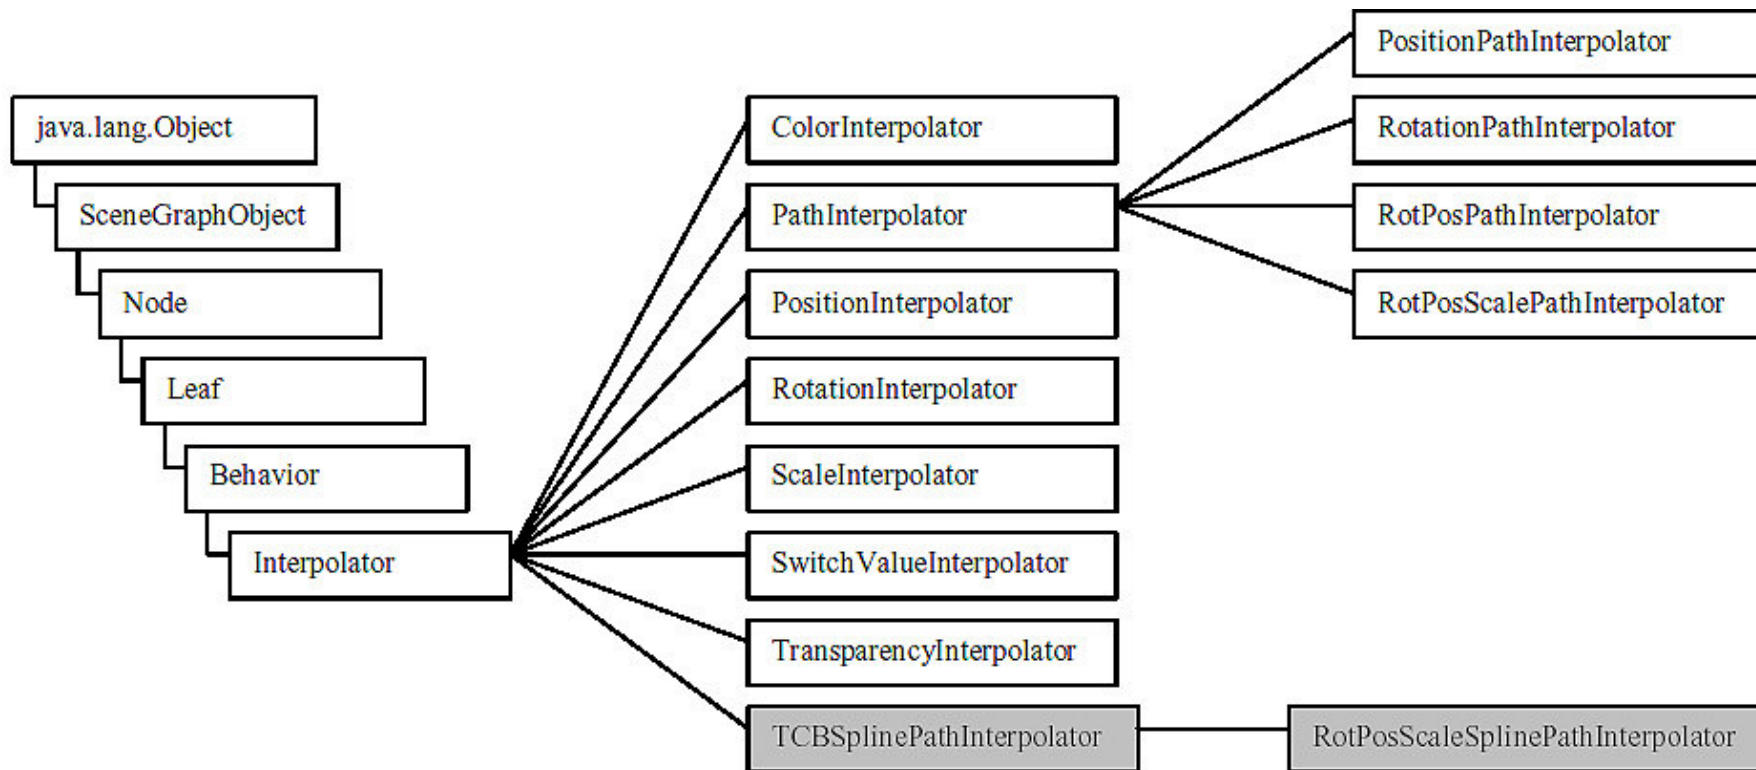 java.lang.Object
SceneGraphObject
Node
Leaf
Behavior
Interpolator
ColorInterpolator
PathInterpolator
PositionInterpolator
RotationInterpolator
ScaleInterpolator
SwitchValueInterpolator
TransparencyInterpolator
TCBSplinePathInterpolator
PositionPathInterpolator
RotationPathInterpolator
RotPosPathInterpolator
RotPosScalePathInterpolator
RotPosScaleSplinePathInterpolator